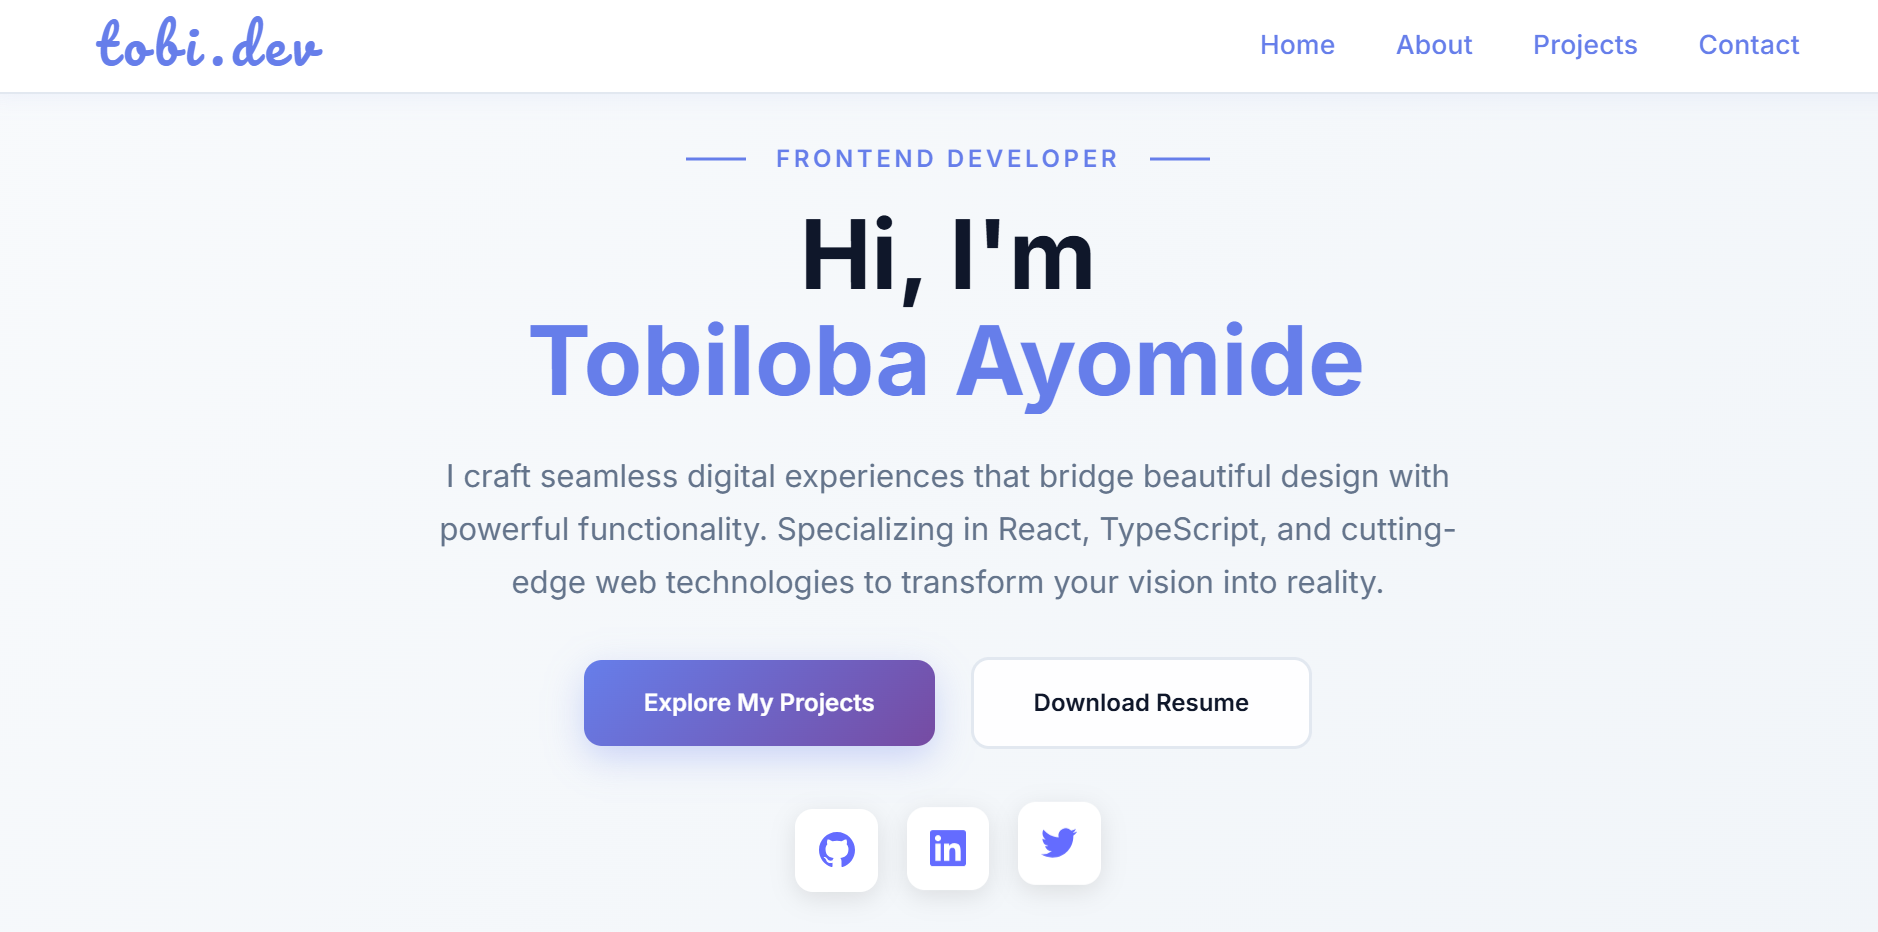 tobi.dev
Home About Projects Contact
FRONTEND DEVELOPER
Hi, I'm
Tobiloba Ayomide
I craft seamless digital experiences that bridge beautiful design with
powerful functionality. Specializing in React, TypeScript, and cutting-
edge web technologies to transform your vision into reality.
Explore My Projects Download Resume
in